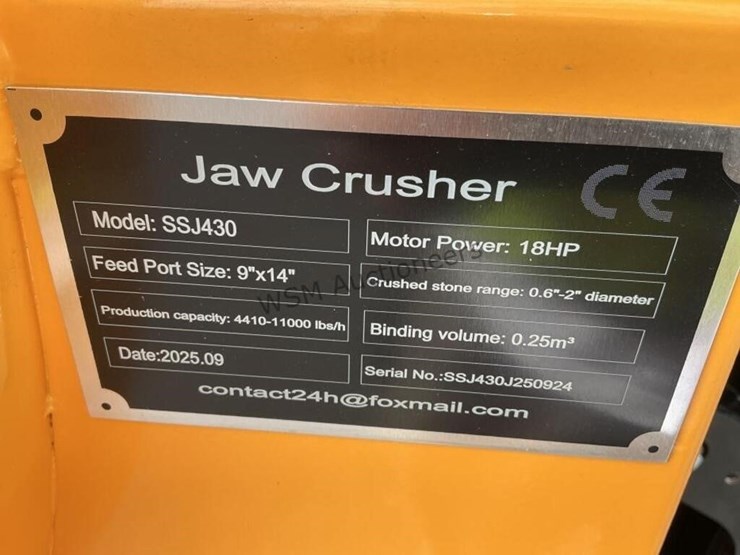 Jaw Crusher CE
Model: SSJ430
Motor Power: 18HP
Feed Port Size: 9"x14"
Crushed stone range: 0.6"-2" diameter
Production capacity: 4410-11000 lbs/h
Binding volume: 0.25m³
Date:2025.09
Serial No.:SSJ430J250924
contact24h@foxmail.com
WSM Auctioneers